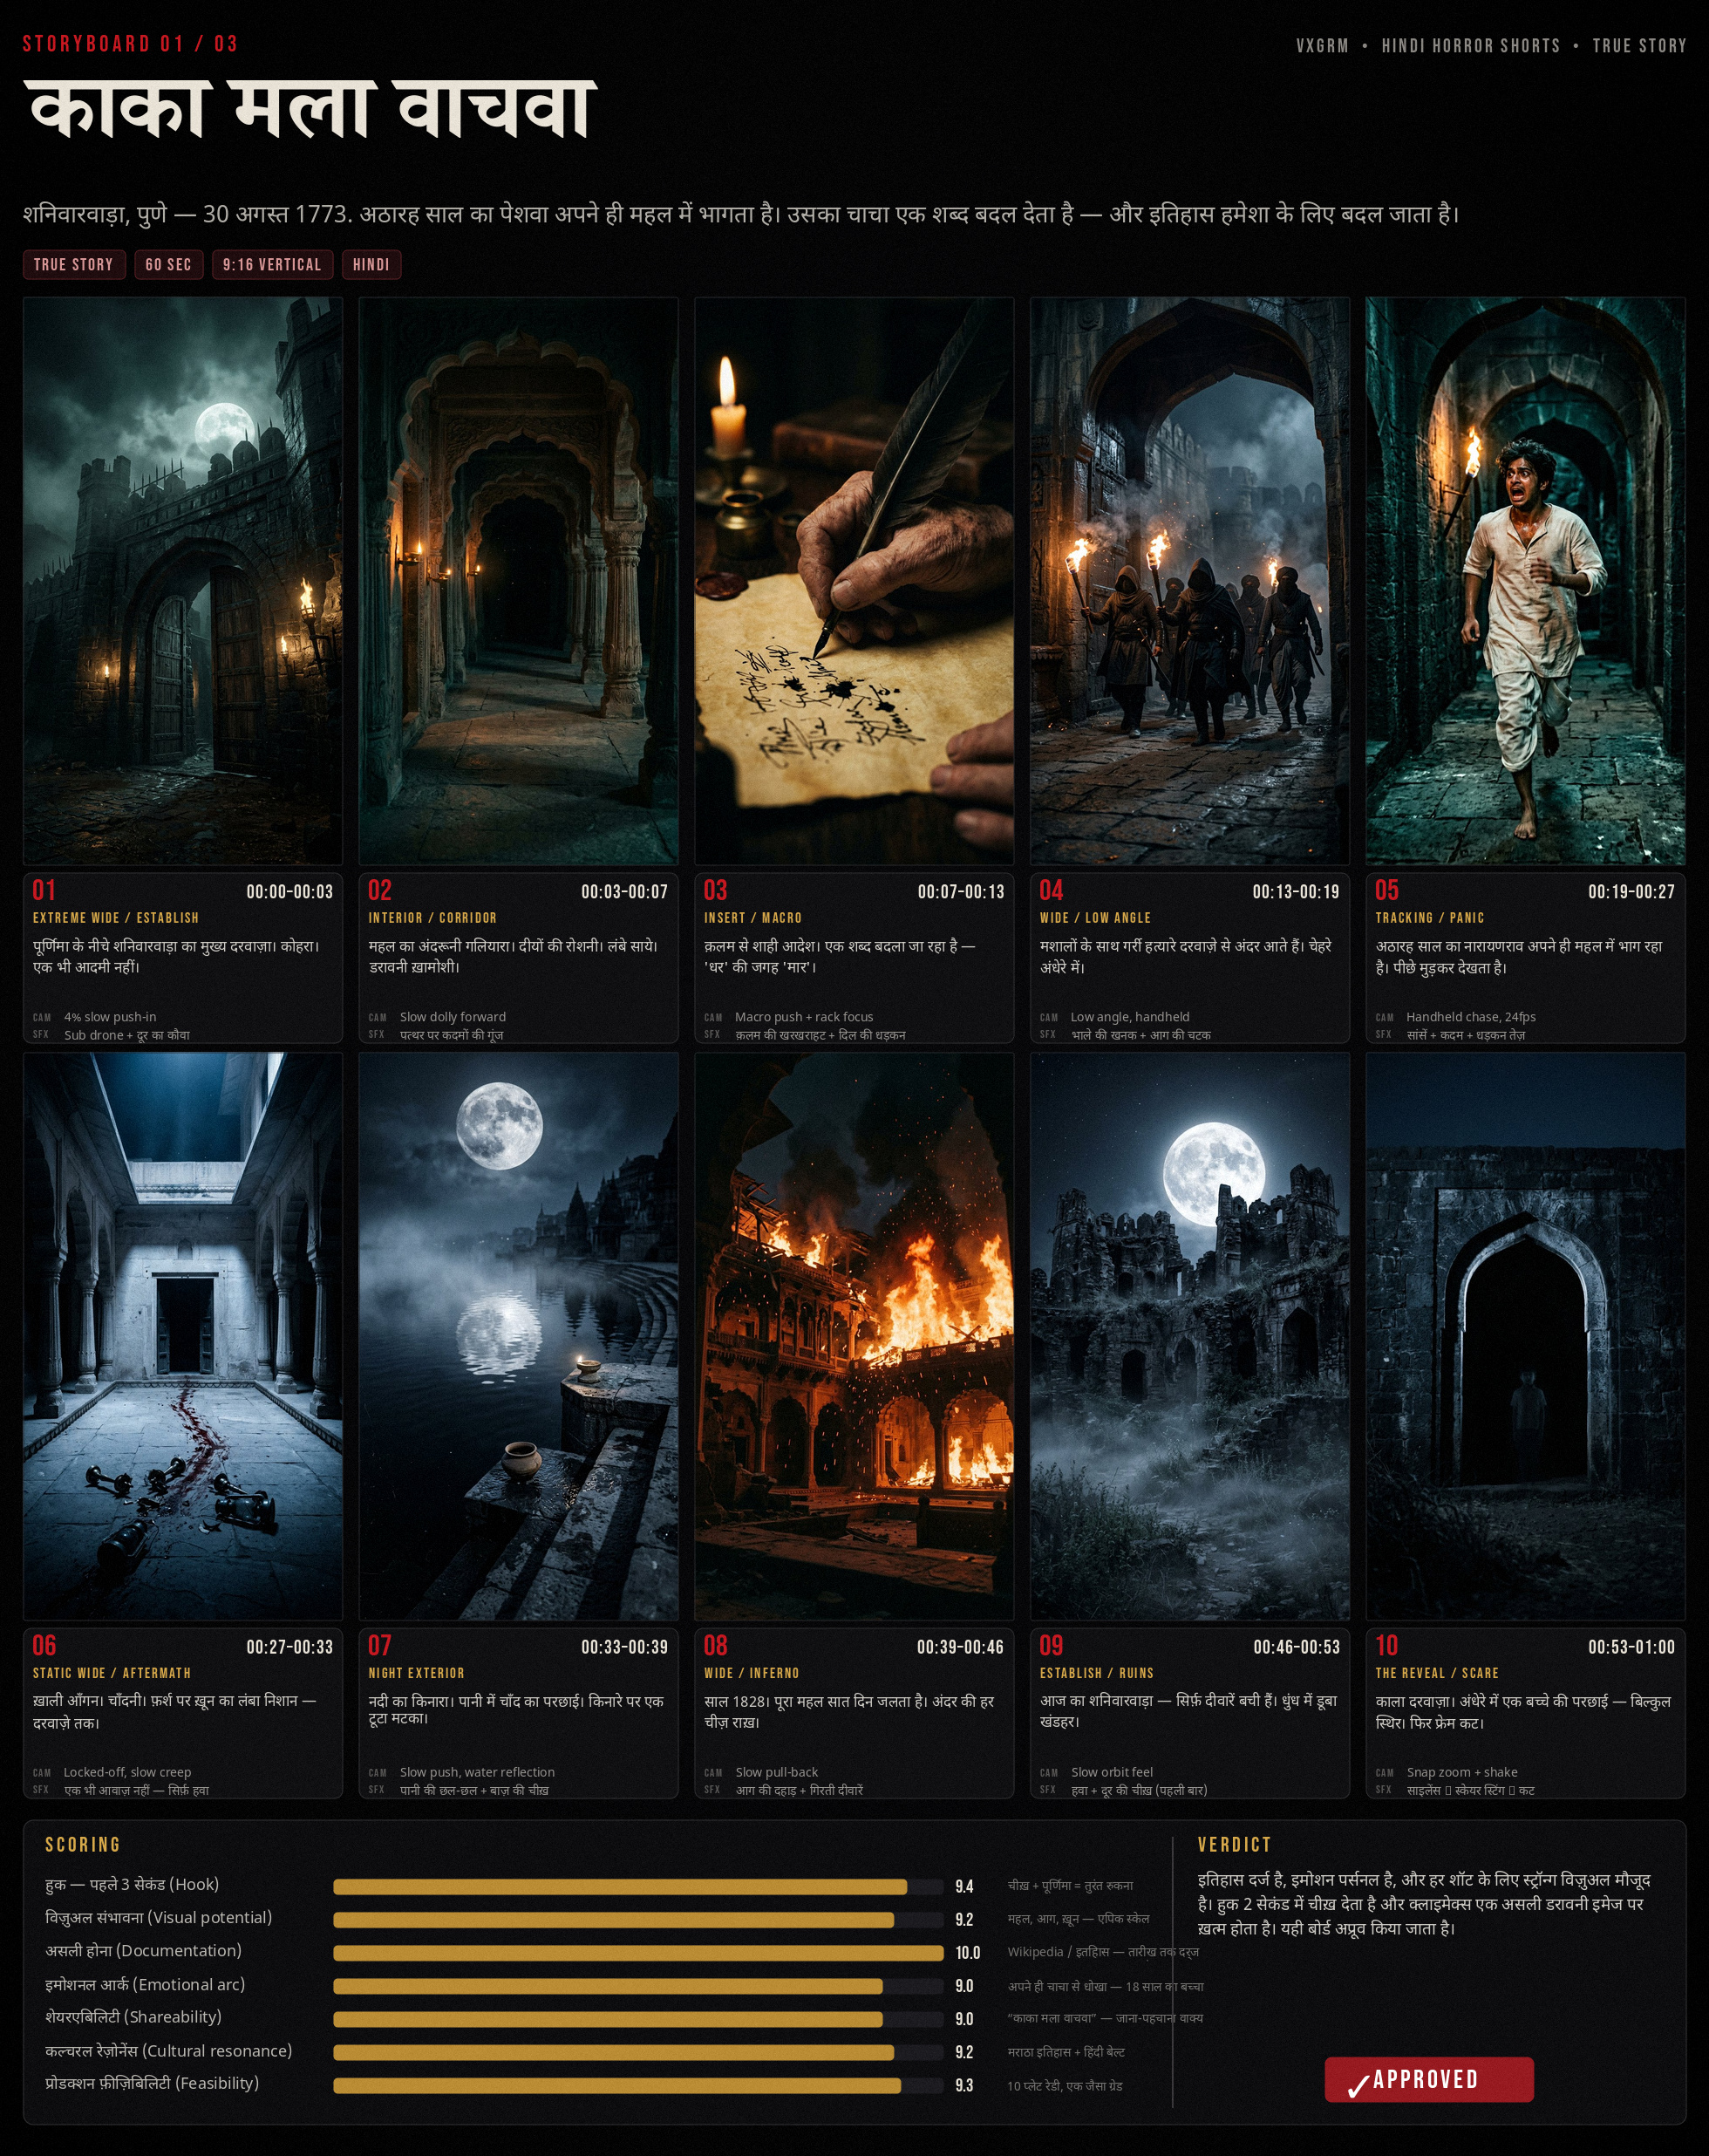 STORYBOARD 01 / 03
VXGRM • HINDI HORROR SHORTS • TRUE STORY
काका मला वाचवा
शनिवारवाड़ा, पुणे — 30 अगस्त 1773. अठारह साल का पेशवा अपने ही महल में भागता है। उसका चाचा एक शब्द बदल देता है — और इतिहास हमेशा के लिए बदल जाता है।
TRUE STORY
60 SEC
9:16 VERTICAL
HINDI
01 00:00–00:03
EXTREME WIDE / ESTABLISH
पूर्णिमा के नीचे शनिवारवाड़ा का मुख्य दरवाज़ा। कोहरा।
एक भी आदमी नहीं।
CAM 4% slow push-in
SFX Sub drone + दूर का कौवा
02 00:03–00:07
INTERIOR / CORRIDOR
महल का अंदरूनी गलियारा। दीयों की रोशनी। लंबे साये।
डरावनी ख़ामोशी।
CAM Slow dolly forward
SFX पत्थर पर कदमों की गूंज
03 00:07–00:13
INSERT / MACRO
क़लम से शाही आदेश। एक शब्द बदला जा रहा है —
'धर' की जगह 'मार'।
CAM Macro push + rack focus
SFX क़लम की खरखराहट + दिल की धड़कन
04 00:13–00:19
WIDE / LOW ANGLE
मशालों के साथ गर्री हत्यारे दरवाज़े से अंदर आते हैं। चेहरे
अंधेरे में।
CAM Low angle, handheld
SFX भाले की खनक + आग की चटक
05 00:19–00:27
TRACKING / PANIC
अठारह साल का नारायणराव अपने ही महल में भाग रहा
है। पीछे मुड़कर देखता है।
CAM Handheld chase, 24fps
SFX सांसें + कदम + धड़कन तेज़
06 00:27–00:33
STATIC WIDE / AFTERMATH
ख़ाली आँगन। चाँदनी। फ़र्श पर ख़ून का लंबा निशान —
दरवाज़े तक।
CAM Locked-off, slow creep
SFX एक भी आवाज़ नहीं — सिर्फ़ हवा
07 00:33–00:39
NIGHT EXTERIOR
नदी का किनारा। पानी में चाँद का परछाई। किनारे पर एक
टूटा मटका।
CAM Slow push, water reflection
SFX पानी की छल-छल + बाज़ की चीख़
08 00:39–00:46
WIDE / INFERNO
साल 1828। पूरा महल सात दिन जलता है। अंदर की हर
चीज़ राख़।
CAM Slow pull-back
SFX आग की दहाड़ + गिरती दीवारें
09 00:46–00:53
ESTABLISH / RUINS
आज का शनिवारवाड़ा — सिर्फ़ दीवारें बची हैं। धुंध में डूबा
खंडहर।
CAM Slow orbit feel
SFX हवा + दूर की चीख़ (पहली बार)
10 00:53–01:00
THE REVEAL / SCARE
काला दरवाज़ा। अंधेरे में एक बच्चे की परछाई — बिल्कुल
स्थिर। फिर फ्रेम कट।
CAM Snap zoom + shake
SFX साइलेंस ▯ स्केयर स्टिंग ▯ कट
SCORING
हुक — पहले 3 सेकंड (Hook) 9.4 चीख़ + पूर्णिमा = तुरंत रुकना
विज़ुअल संभावना (Visual potential) 9.2 महल, आग, ख़ून — एपिक स्केल
असली होना (Documentation) 10.0 Wikipedia / इतिहास — तारीख़ तक दर्ज
इमोशनल आर्क (Emotional arc) 9.0 अपने ही चाचा से धोखा — 18 साल का बच्चा
शेयरएबिलिटी (Shareability) 9.0 “काका मला वाचवा” — जाना-पहचाना वाक्य
कल्चरल रेज़ोनेंस (Cultural resonance) 9.2 मराठा इतिहास + हिंदी बेल्ट
प्रोडक्शन फ़ीज़िबिलिटी (Feasibility) 9.3 10 प्लेट रेडी, एक जैसा ग्रेड
VERDICT
इतिहास दर्ज है, इमोशन पर्सनल है, और हर शॉट के लिए स्ट्रॉन्ग विज़ुअल मौजूद
है। हुक 2 सेकंड में चीख़ देता है और क्लाइमेक्स एक असली डरावनी इमेज पर
ख़त्म होता है। यही बोर्ड अप्रूव किया जाता है।
✓ APPROVED